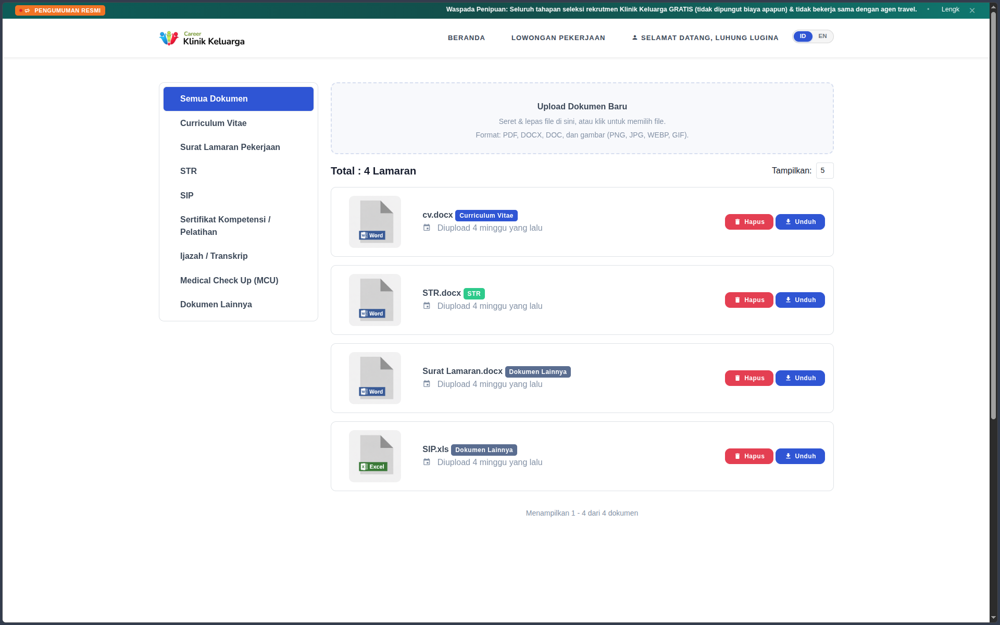 PENGUMUMAN RESMI
Waspada Penipuan: Seluruh tahapan seleksi rekrutmen Klinik Keluarga GRATIS (tidak dipungut biaya apapun) & tidak bekerja sama dengan agen travel. • Lengk
Career
Klinik Keluarga
BERANDA
LOWONGAN PEKERJAAN
SELAMAT DATANG, LUHUNG LUGINA
ID
EN
Semua Dokumen
Curriculum Vitae
Surat Lamaran Pekerjaan
STR
SIP
Sertifikat Kompetensi /
Pelatihan
Ijazah / Transkrip
Medical Check Up (MCU)
Dokumen Lainnya
Upload Dokumen Baru
Seret & lepas file di sini, atau klik untuk memilih file.
Format: PDF, DOCX, DOC, dan gambar (PNG, JPG, WEBP, GIF).
Total : 4 Lamaran
Tampilkan: 5
Word
cv.docx Curriculum Vitae
Diupload 4 minggu yang lalu
Hapus
Unduh
Word
STR.docx STR
Diupload 4 minggu yang lalu
Hapus
Unduh
Word
Surat Lamaran.docx Dokumen Lainnya
Diupload 4 minggu yang lalu
Hapus
Unduh
Excel
SIP.xls Dokumen Lainnya
Diupload 4 minggu yang lalu
Hapus
Unduh
Menampilkan 1 - 4 dari 4 dokumen